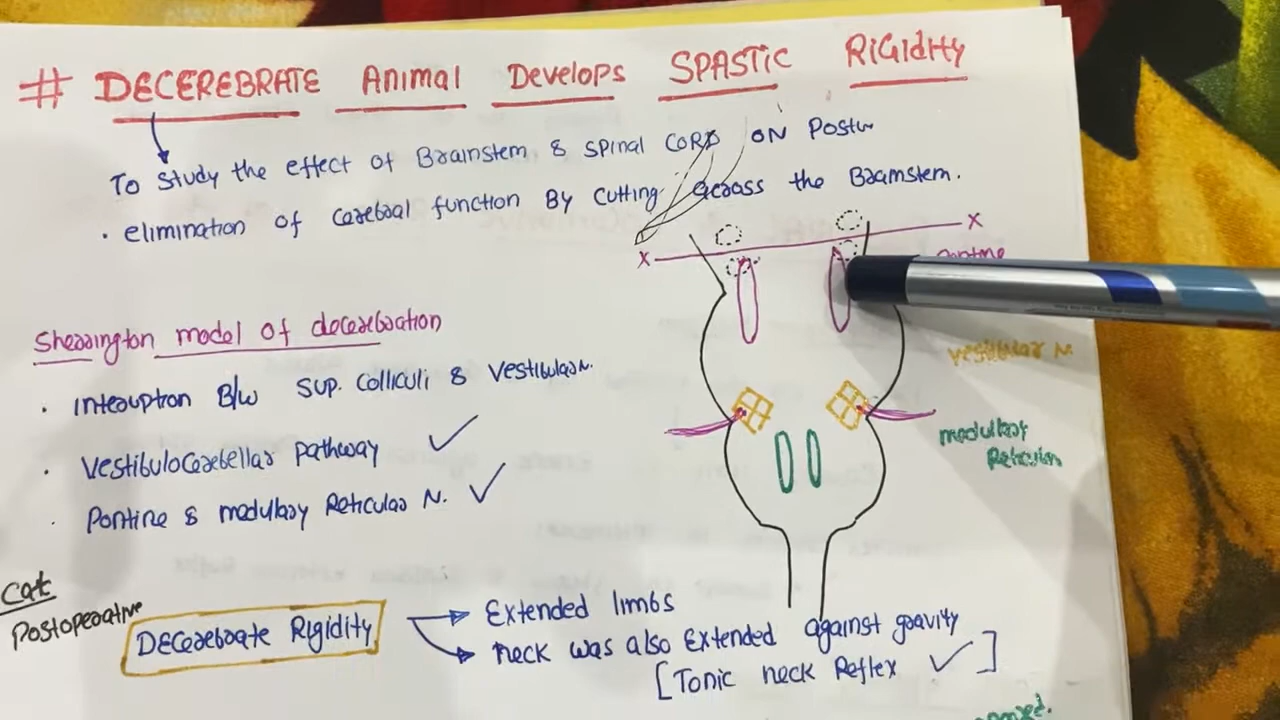 # DECEREBRATE Animal Develops SPASTIC Rigidity
To study the effect of Brainstem & spinal CORD ON Postu
• elimination of cerebral function By cutting across the Brainstem.
x x
Pontine
Sherrington model of decerebration
• interruption B/w sup. colliculi & vestibular N.
vestibular N.
• vestibulocerebellar pathway ✓
medullary
Reticular
• Pontine & medullary Reticular N. ✓
Cat
Postoperative
Decerebrate Rigidity
Extended limbs
neck was also Extended against gravity
[Tonic neck Reflex ✓]